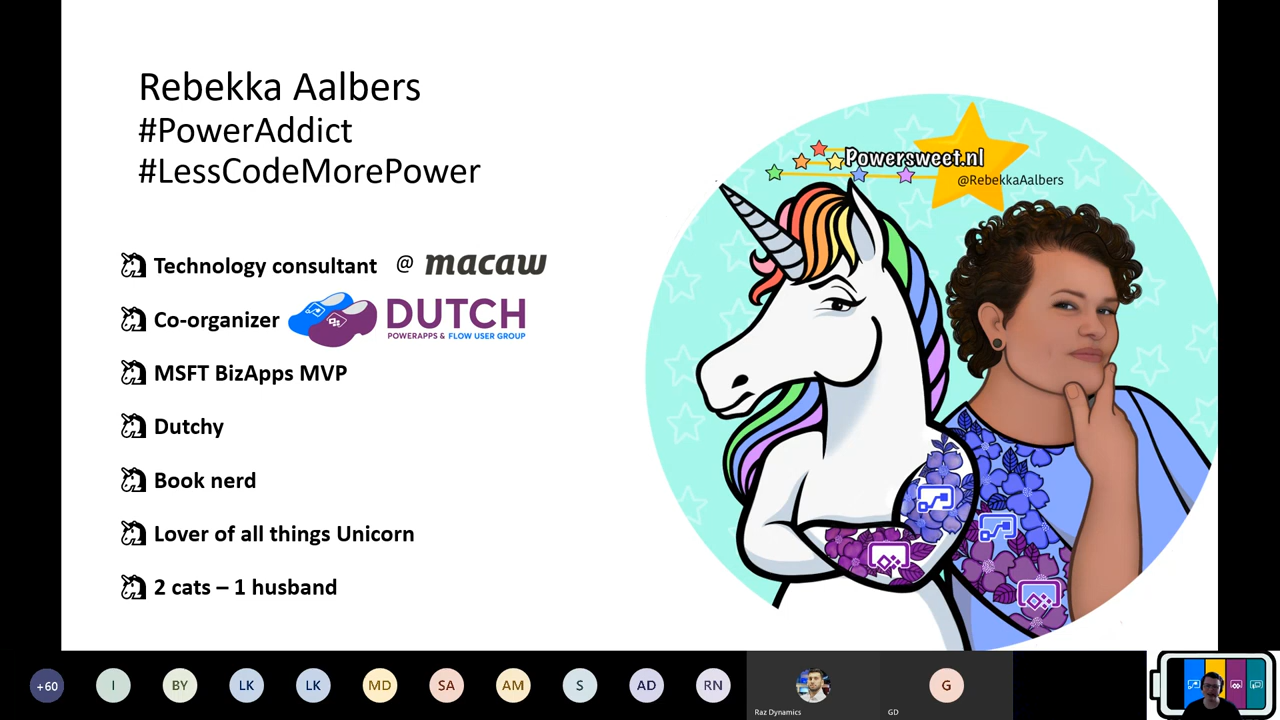 Rebekka Aalbers
#PowerAddict
#LessCodeMorePower
Technology consultant @ macaw
Co-organizer DUTCH
POWERAPPS & FLOW USER GROUP
MSFT BizApps MVP
Dutchy
Book nerd
Lover of all things Unicorn
2 cats – 1 husband
Powersweet.nl
@RebekkaAalbers
+60 I BY LK LK MD SA AM S AD RN G
Raz Dynamics GD